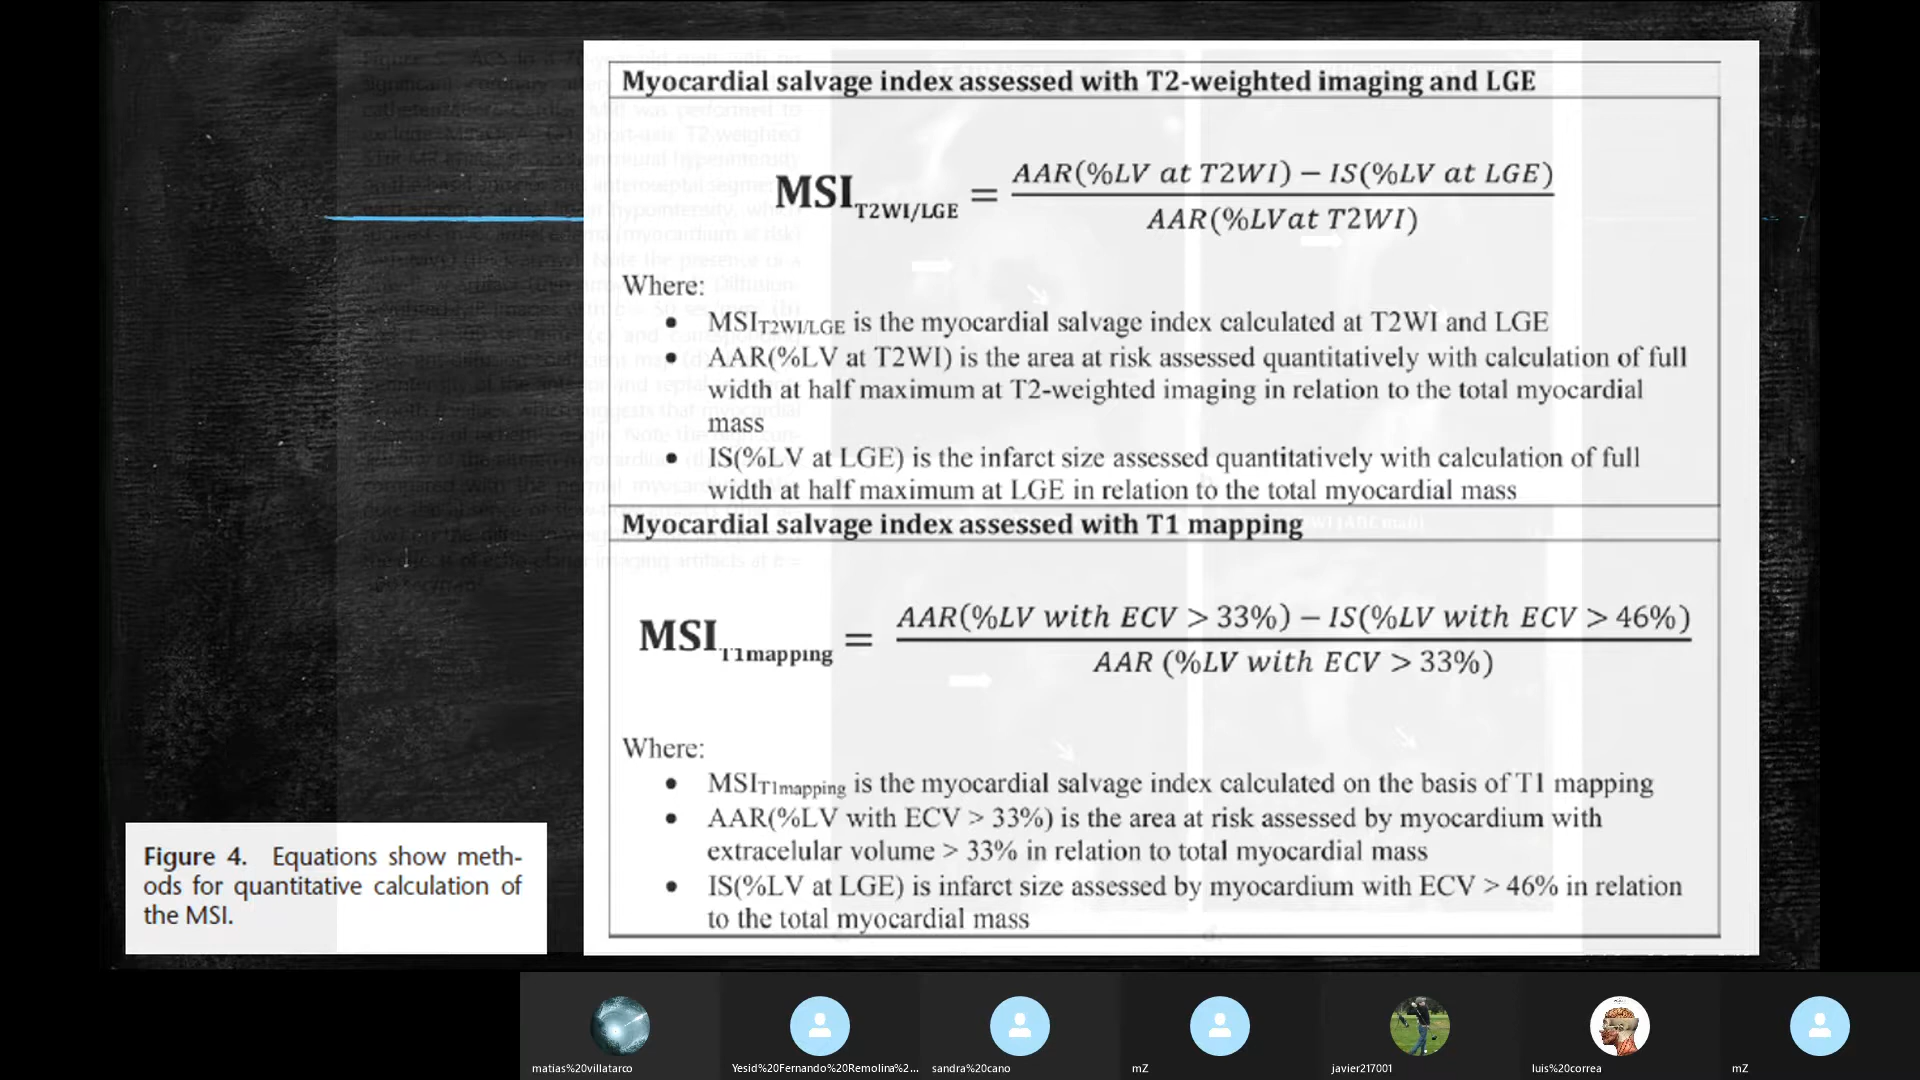 Myocardial salvage index assessed with T2-weighted imaging and LGE
MSI T2WI/LGE = AAR(%LV at T2WI) − IS(%LV at LGE)
AAR(%LVat T2WI)
Where:
• MSIT2WI/LGE is the myocardial salvage index calculated at T2WI and LGE
• AAR(%LV at T2WI) is the area at risk assessed quantitatively with calculation of full
width at half maximum at T2-weighted imaging in relation to the total myocardial
mass
• IS(%LV at LGE) is the infarct size assessed quantitatively with calculation of full
width at half maximum at LGE in relation to the total myocardial mass
Myocardial salvage index assessed with T1 mapping
MSI T1mapping = AAR(%LV with ECV > 33%) − IS(%LV with ECV > 46%)
AAR (%LV with ECV > 33%)
Where:
• MSIT1mapping is the myocardial salvage index calculated on the basis of T1 mapping
• AAR(%LV with ECV > 33%) is the area at risk assessed by myocardium with
extracelular volume > 33% in relation to total myocardial mass
• IS(%LV at LGE) is infarct size assessed by myocardium with ECV > 46% in relation
to the total myocardial mass
Figure 4. Equations show meth-
ods for quantitative calculation of
the MSI.
matias%20villatarco
Yesid%20Fernando%20Remolina%2...
sandra%20cano
mZ
javier217001
luis%20correa
mZ